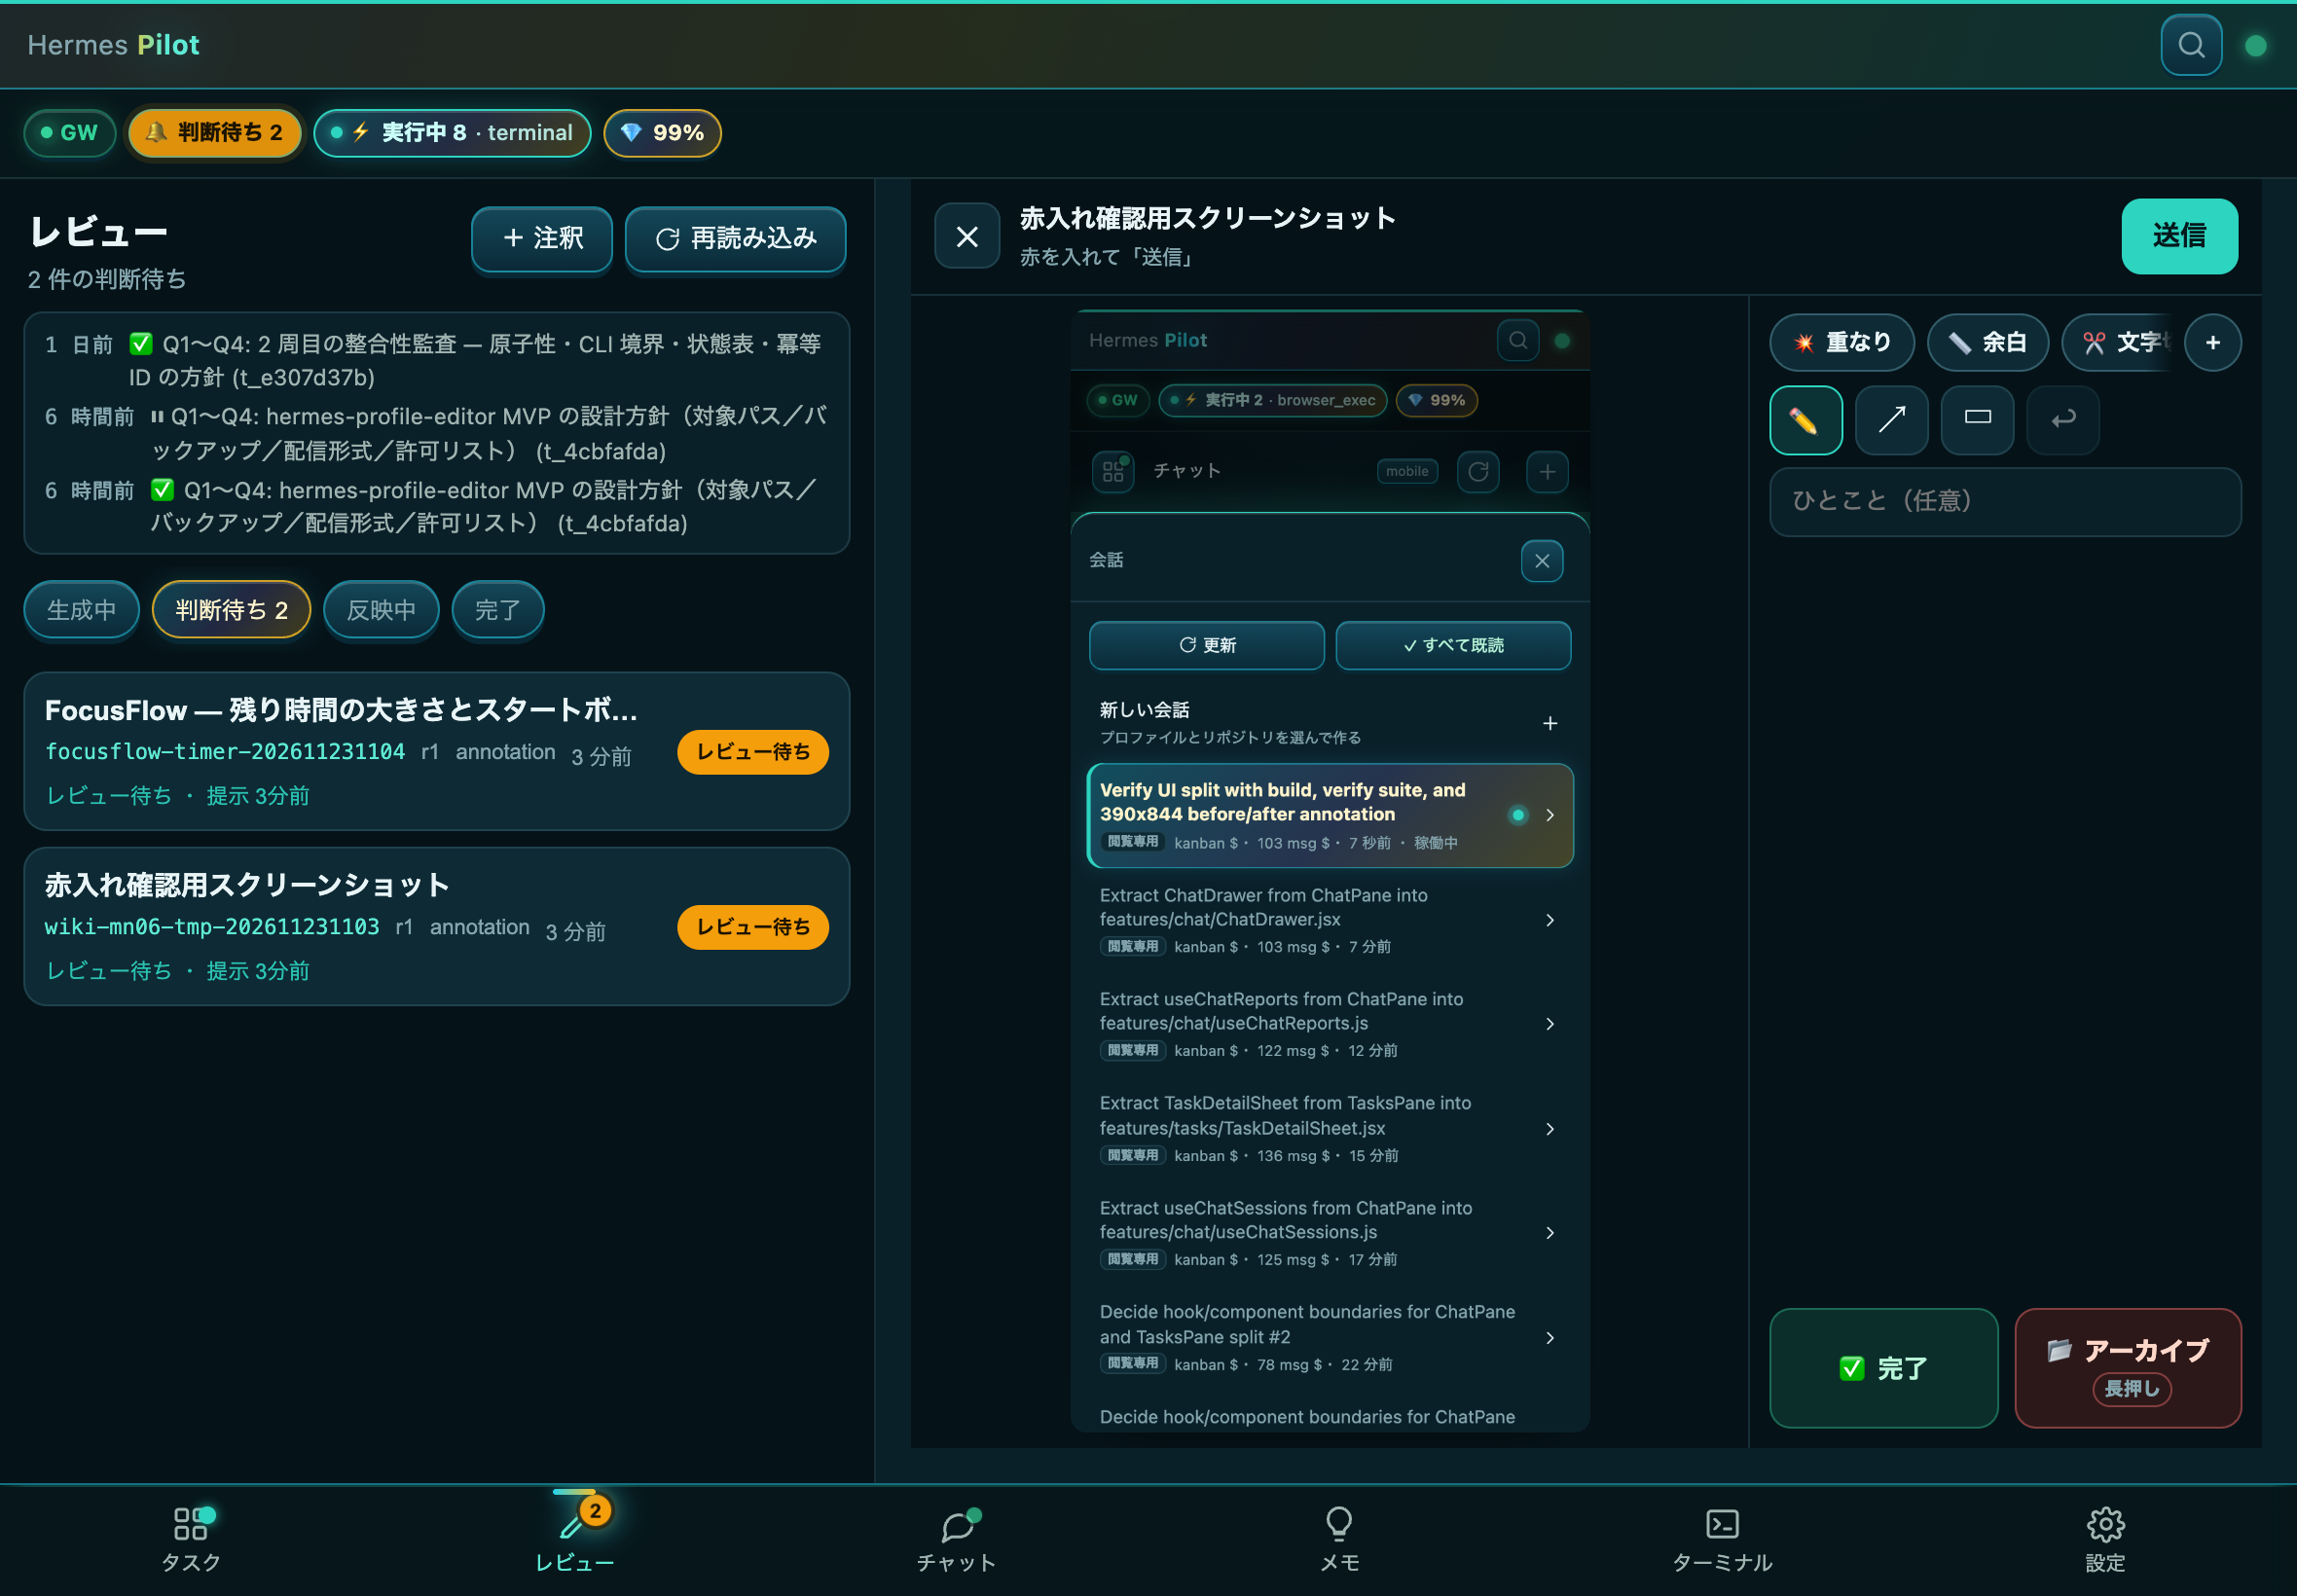 Hermes Pilot
GW
判断待ち 2
実行中 8 · terminal
99%
レビュー
2 件の判断待ち
+ 注釈
再読み込み
1 日前 ✅ Q1〜Q4: 2 周目の整合性監査 — 原子性・CLI 境界・状態表・冪等
ID の方針 (t_e307d37b)
6 時間前 ⏸ Q1〜Q4: hermes-profile-editor MVP の設計方針（対象パス／バ
ックアップ／配信形式／許可リスト） (t_4cbfafda)
6 時間前 ✅ Q1〜Q4: hermes-profile-editor MVP の設計方針（対象パス／
バックアップ／配信形式／許可リスト） (t_4cbfafda)
生成中
判断待ち 2
反映中
完了
FocusFlow — 残り時間の大きさとスタートボ…
focusflow-timer-202611231104 r1 annotation 3 分前
レビュー待ち
レビュー待ち ・ 提示 3分前
赤入れ確認用スクリーンショット
wiki-mn06-tmp-202611231103 r1 annotation 3 分前
レビュー待ち
レビュー待ち ・ 提示 3分前
赤入れ確認用スクリーンショット
赤を入れて「送信」
送信
Hermes Pilot
GW
実行中 2 · browser_exec
99%
チャット
mobile
会話
更新
✓ すべて既読
新しい会話
プロファイルとリポジトリを選んで作る
Verify UI split with build, verify suite, and
390x844 before/after annotation
閲覧専用 kanban $ · 103 msg $ · 7 秒前 · 稼働中
Extract ChatDrawer from ChatPane into
features/chat/ChatDrawer.jsx
閲覧専用 kanban $ · 103 msg $ · 7 分前
Extract useChatReports from ChatPane into
features/chat/useChatReports.js
閲覧専用 kanban $ · 122 msg $ · 12 分前
Extract TaskDetailSheet from TasksPane into
features/tasks/TaskDetailSheet.jsx
閲覧専用 kanban $ · 136 msg $ · 15 分前
Extract useChatSessions from ChatPane into
features/chat/useChatSessions.js
閲覧専用 kanban $ · 125 msg $ · 17 分前
Decide hook/component boundaries for ChatPane
and TasksPane split #2
閲覧専用 kanban $ · 78 msg $ · 22 分前
Decide hook/component boundaries for ChatPane
重なり
余白
文字
+
ひとこと（任意）
✅ 完了
アーカイブ
長押し
タスク
レビュー
2
チャット
メモ
ターミナル
設定